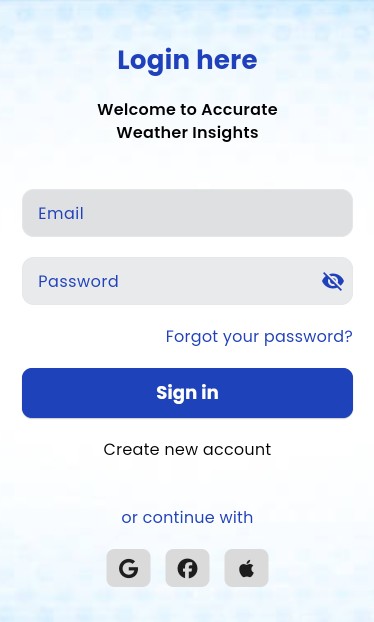 Login here
Welcome to Accurate
Weather Insights
Email
Password
Forgot your password?
Sign in
Create new account
or continue with